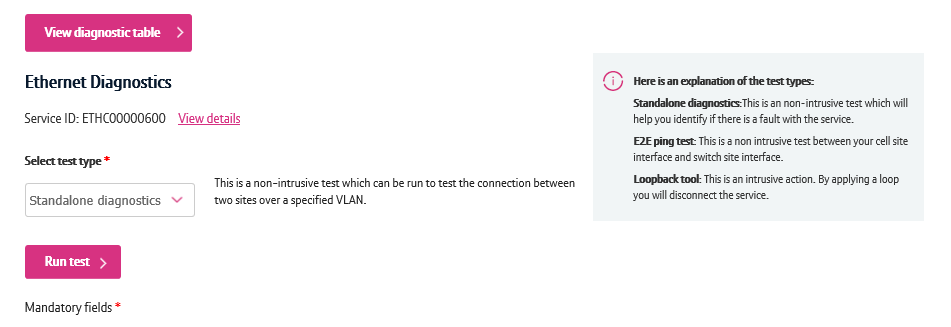 View diagnostic table
Ethernet Diagnostics
Service ID: ETHC00000600 View details
Select test type *
Standalone diagnostics
This is a non-intrusive test which can be run to test the connection between
two sites over a specified VLAN.
Run test
Mandatory fields *
Here is an explanation of the test types:
Standalone diagnostics:This is an non-intrusive test which will
help you identify if there is a fault with the service.
E2E ping test: This is a non intrusive test between your cell site
interface and switch site interface.
Loopback tool: This is an intrusive action. By applying a loop
you will disconnect the service.